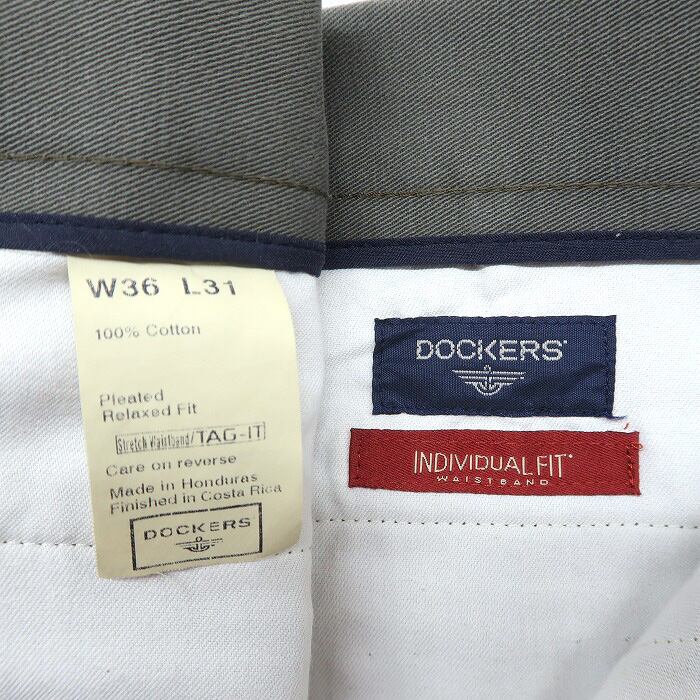 W36 L31
100% Cotton
Pleated
Relaxed Fit
Stretch Waistband/TAG-IT
Care on reverse
Made in Honduras
Finished in Costa Rica
DOCKERS
DOCKERS®
INDIVIDUAL FIT®
WAISTBAND